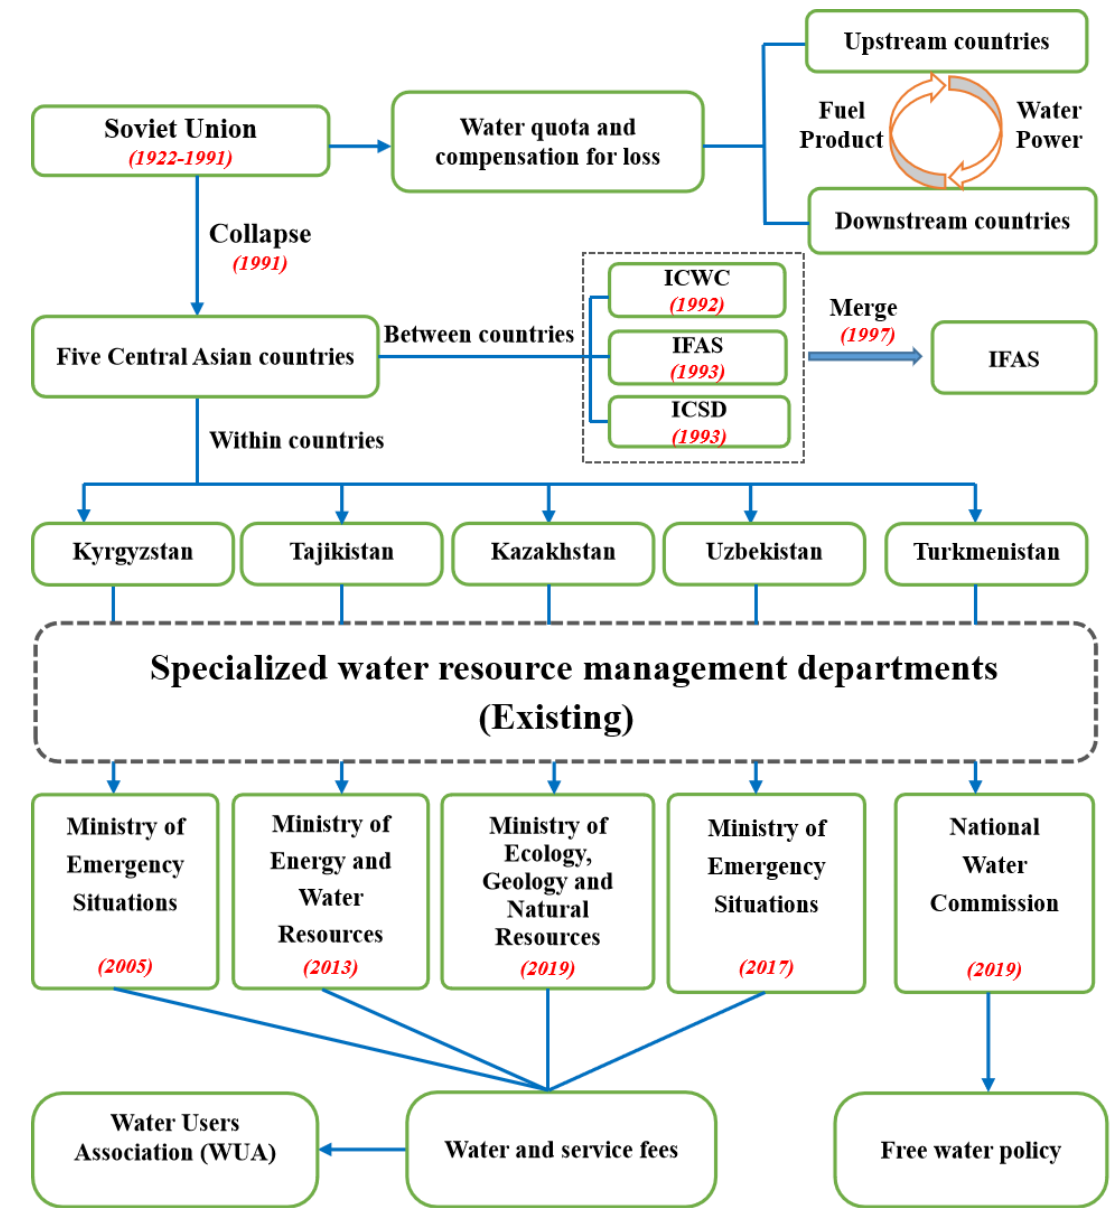 Upstream countries
Soviet Union
(1922-1991)
Water quota and
compensation for loss
Fuel
Product
Water
Power
Downstream countries
Collapse
(1991)
Five Central Asian countries
Between countries
ICWC
(1992)
IFAS
(1993)
ICSD
(1993)
Merge
(1997)
IFAS
Within countries
Kyrgyzstan
Tajikistan
Kazakhstan
Uzbekistan
Turkmenistan
Specialized water resource management departments
(Existing)
Ministry of
Emergency
Situations
(2005)
Ministry of
Energy and
Water
Resources
(2013)
Ministry of
Ecology,
Geology and
Natural
Resources
(2019)
Ministry of
Emergency
Situations
(2017)
National
Water
Commission
(2019)
Water Users
Association (WUA)
Water and service fees
Free water policy